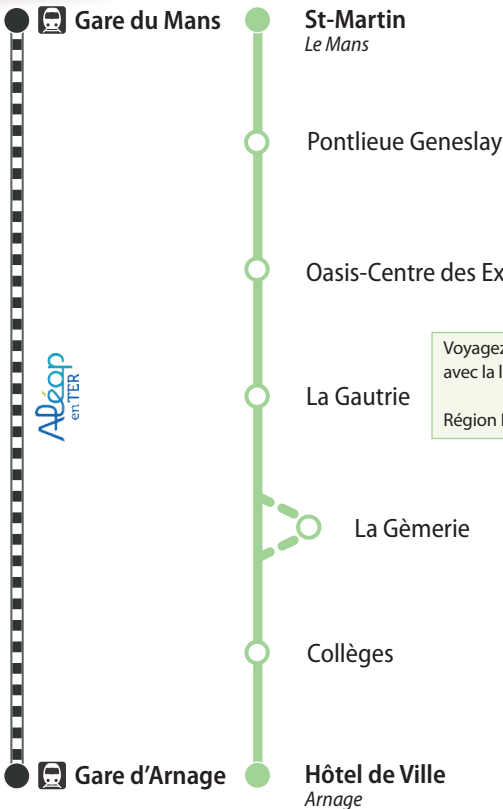 Gare du Mans
St-Martin
Le Mans
Pontlieue Geneslay
Oasis-Centre des Ex
Voyagez
avec la l
Région
La Gautrie
Aléop
en TER
La Gèmerie
Collèges
Gare d’Arnage
Hôtel de Ville
Arnage